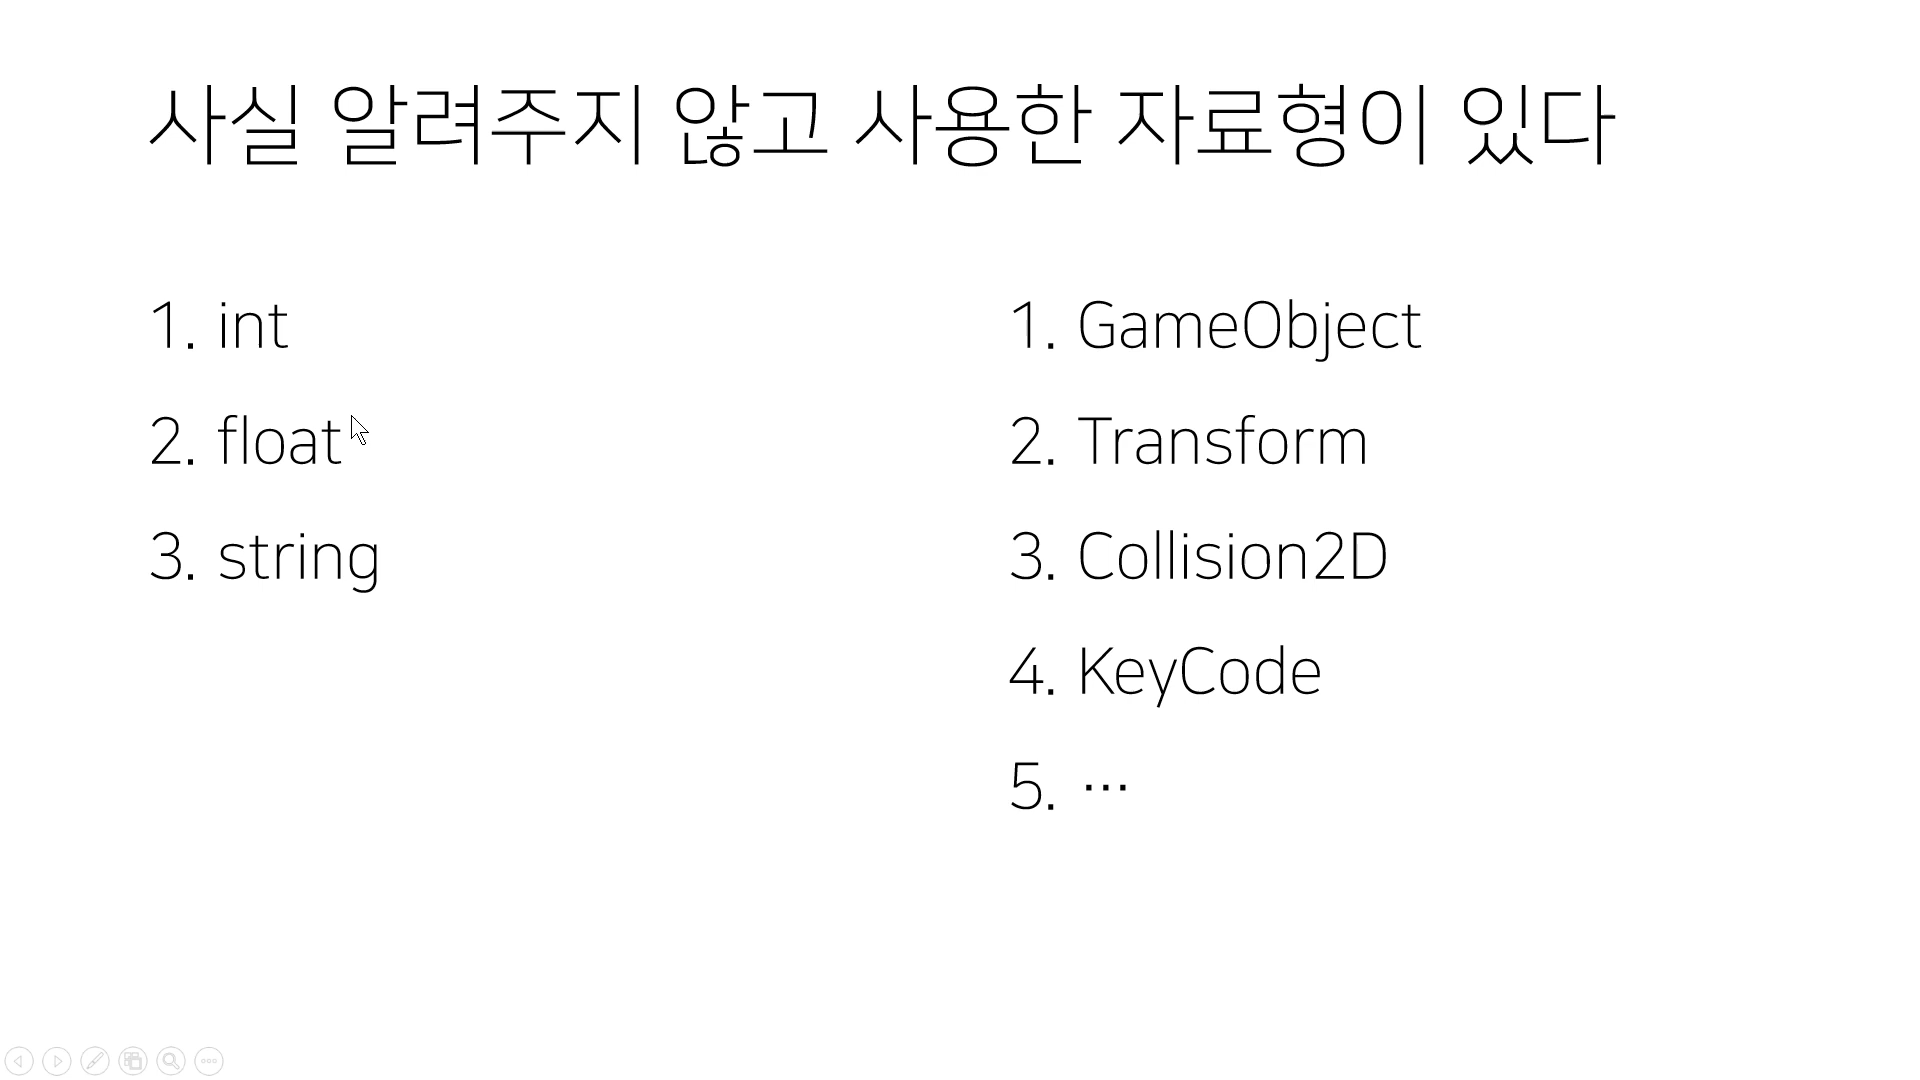 사실 알려주지 않고 사용한 자료형이 있다
1. int
2. float
3. string
1. GameObject
2. Transform
3. Collision2D
4. KeyCode
5. …